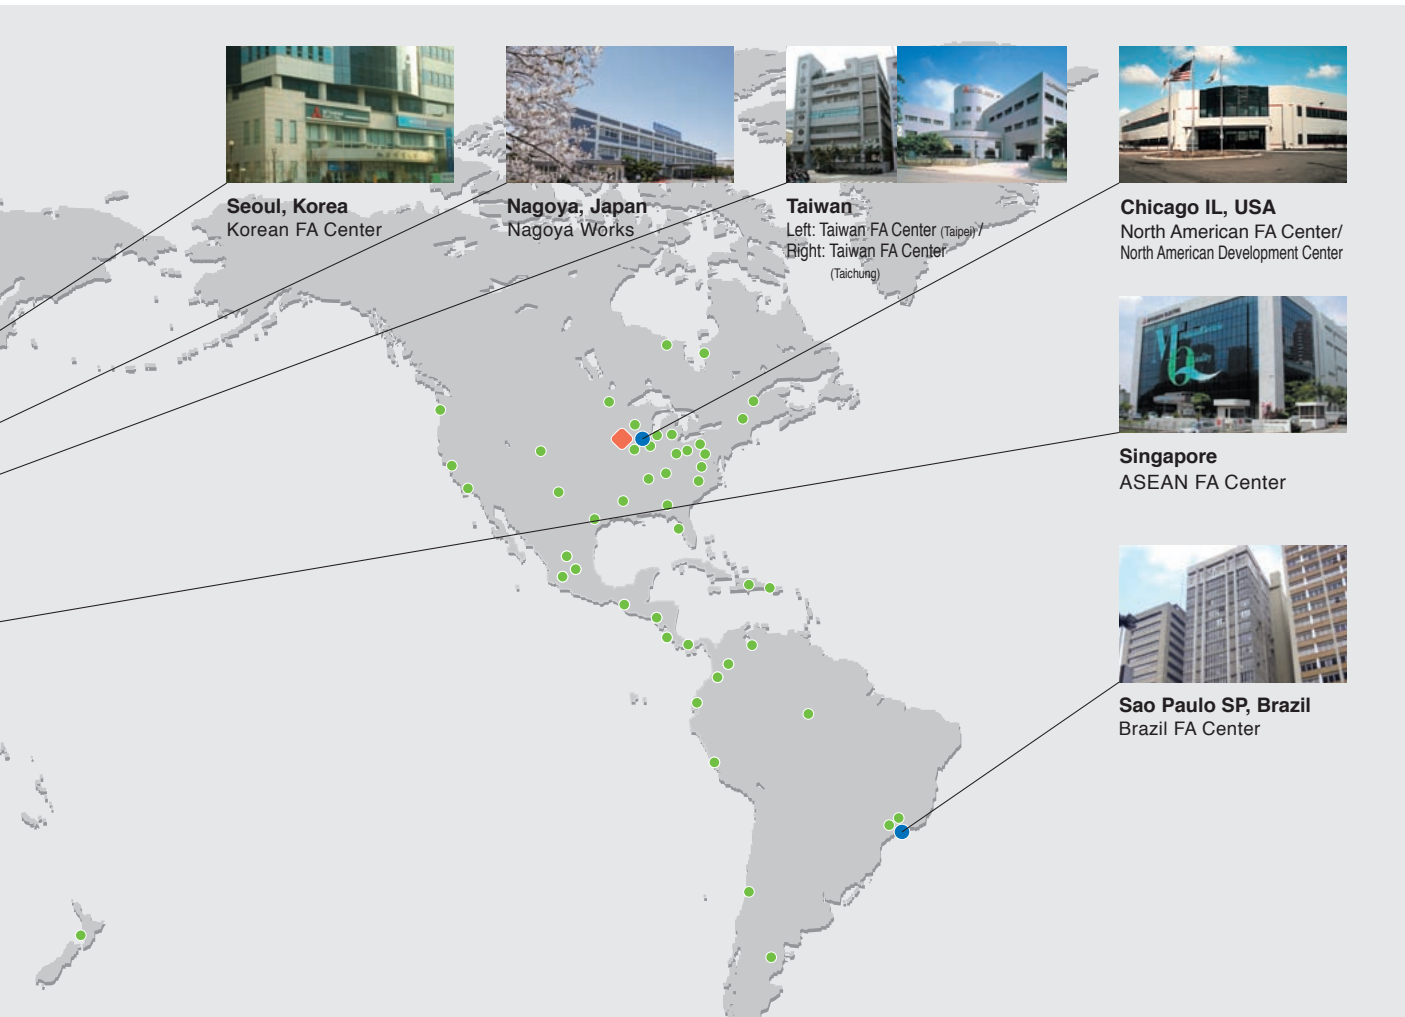 Seoul, Korea
Korean FA Center
Nagoya, Japan
Nagoya Works
Taiwan
Left: Taiwan FA Center (Taipei) /
Right: Taiwan FA Center
(Taichung)
Chicago IL, USA
North American FA Center/
North American Development Center
Singapore
ASEAN FA Center
Sao Paulo SP, Brazil
Brazil FA Center